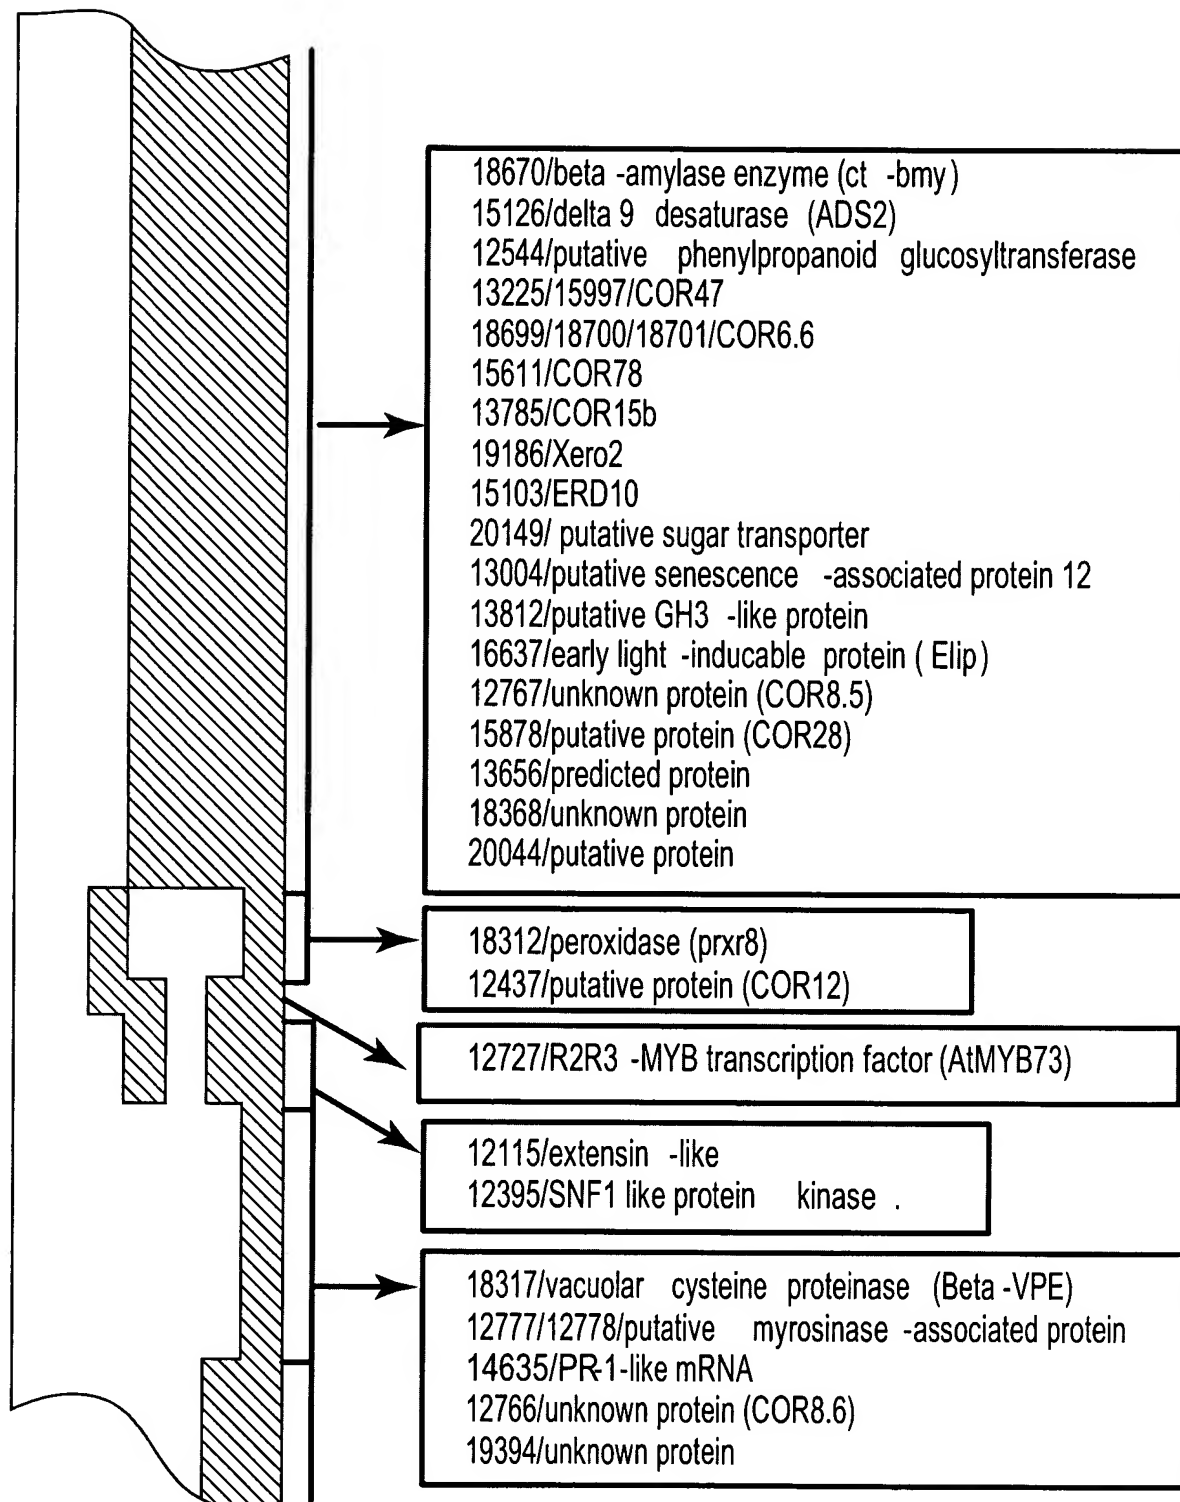 18670/beta -amylase enzyme (ct -bmy)
15126/delta 9 desaturase (ADS2)
12544/putative phenylpropanoid glucosyltransferase
13225/15997/COR47
18699/18700/18701/COR6.6
15611/COR78
13785/COR15b
19186/Xero2
15103/ERD10
20149/ putative sugar transporter
13004/putative senescence -associated protein 12
13812/putative GH3 -like protein
16637/early light -inducable protein ( Elip)
12767/unknown protein (COR8.5)
15878/putative protein (COR28)
13656/predicted protein
18368/unknown protein
20044/putative protein
18312/peroxidase (prxr8)
12437/putative protein (COR12)
12727/R2R3 -MYB transcription factor (AtMYB73)
12115/extensin -like
12395/SNF1 like protein kinase .
18317/vacuolar cysteine proteinase (Beta -VPE)
12777/12778/putative myrosinase -associated protein
14635/PR-1-like mRNA
12766/unknown protein (COR8.6)
19394/unknown protein